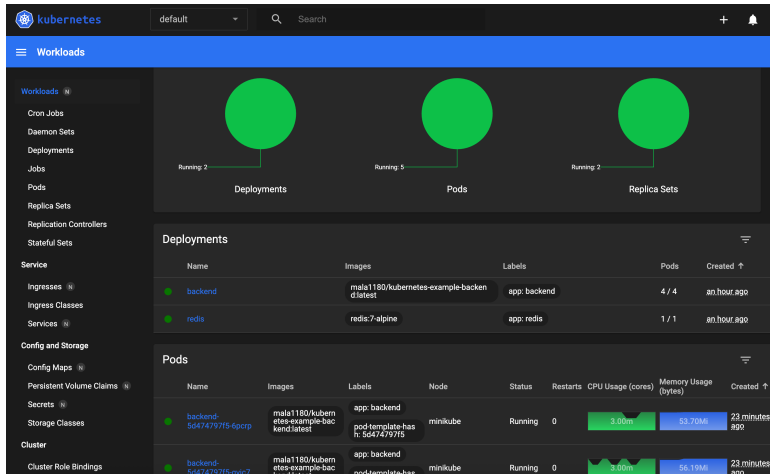 kubernetes
default
Search
Workloads
Workloads N
Cron Jobs
Daemon Sets
Deployments
Jobs
Pods
Replica Sets
Replication Controllers
Stateful Sets
Service
Ingresses N
Ingress Classes
Services N
Config and Storage
Config Maps N
Persistent Volume Claims N
Secrets N
Storage Classes
Cluster
Cluster Role Bindings
Running: 2
Deployments
Running: 5
Pods
Running: 2
Replica Sets
Deployments
Name Images Labels Pods Created
backend mala1180/kubernetes-example-backen
d:latest app: backend 4 / 4 an hour ago
redis redis:7-alpine app: redis 1 / 1 an hour ago
Pods
Name Images Labels Node Status Restarts CPU Usage (cores) Memory Usage
(bytes) Created
backend-
5d474797f5-6pcrp
mala1180/kubern
etes-example-bac
kend:latest
app: backend
pod-template-has
h: 5d474797f5
minikube Running 0 3.00m 53.70Mi
23 minutes
ago
backend-
mala1180/kubern
etes-example-bac
app: backend
pod-template-has
minikube Running 0 3.00m 56.19Mi
23 minutes
ago